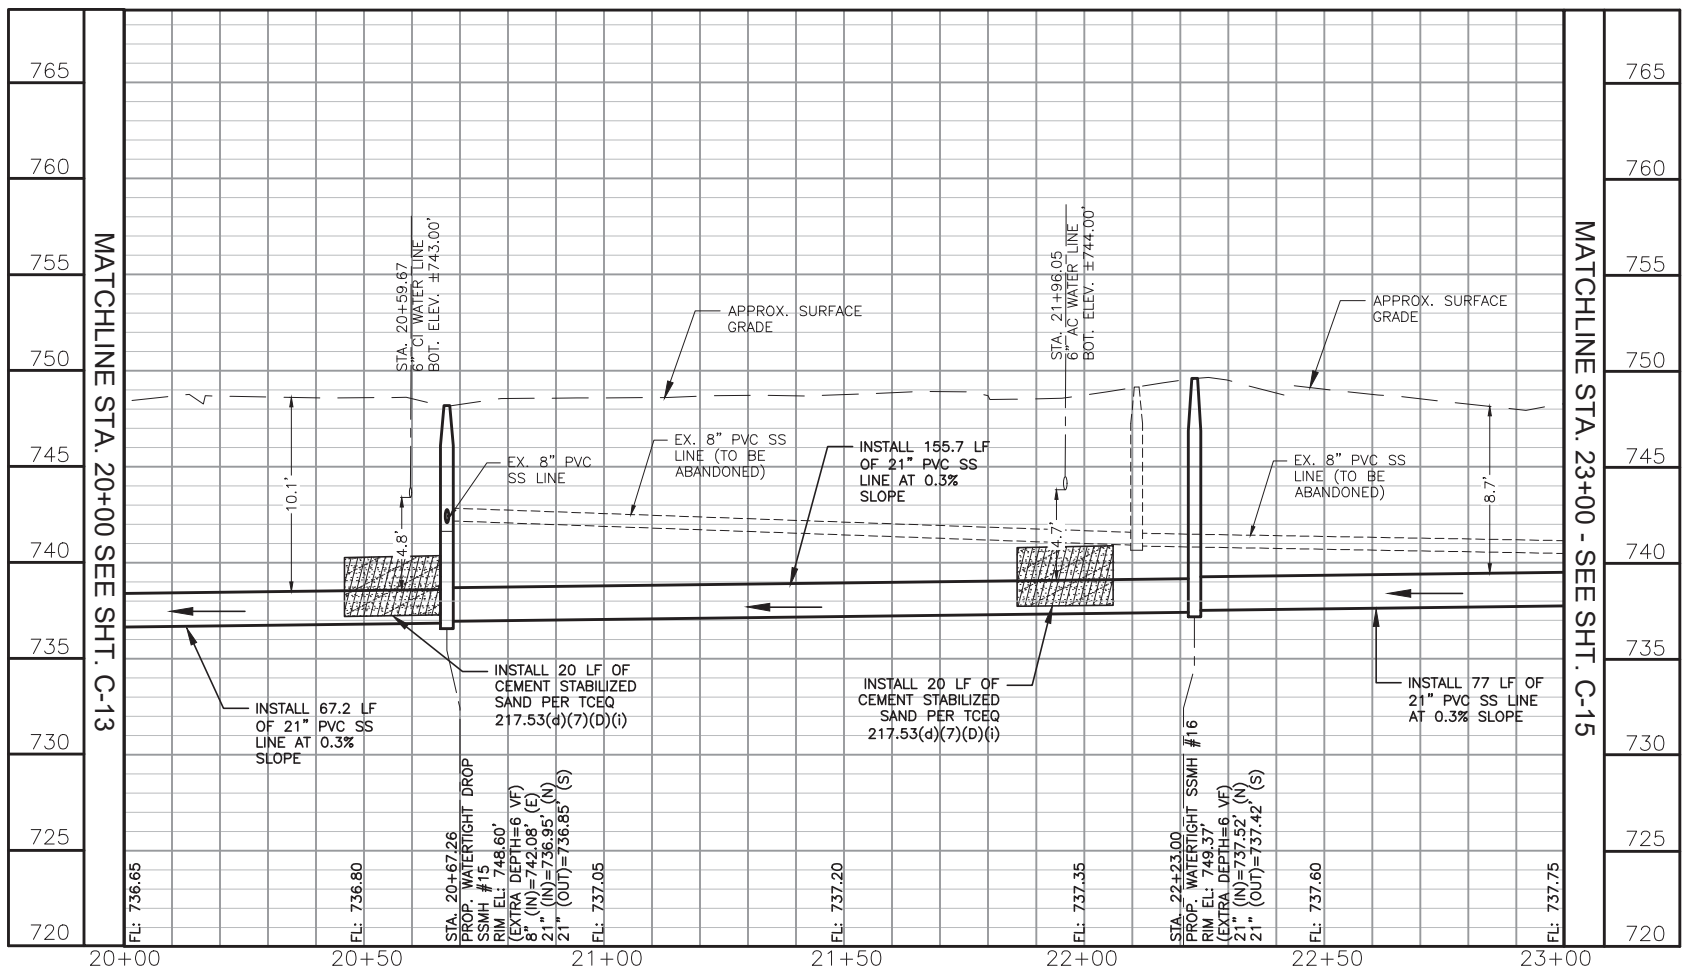 765
760
755
750
745
740
735
730
725
720
MATCHLINE STA. 20+00 SEE SHT. C-13
STA. 20+59.67
6" CI WATER LINE
BOT. ELEV. ±743.00'
APPROX. SURFACE
GRADE
STA. 21+96.05
6" AC WATER LINE
BOT. ELEV. ±744.00'
APPROX. SURFACE
GRADE
10.1'
4.8'
EX. 8" PVC
SS LINE
EX. 8" PVC SS
LINE (TO BE
ABANDONED)
INSTALL 155.7 LF
OF 21" PVC SS
LINE AT 0.3%
SLOPE
4.7'
EX. 8" PVC SS
LINE (TO BE
ABANDONED)
8.7'
INSTALL 67.2 LF
OF 21" PVC SS
LINE AT 0.3%
SLOPE
INSTALL 20 LF OF
CEMENT STABILIZED
SAND PER TCEQ
217.53(d)(7)(D)(i)
INSTALL 20 LF OF
CEMENT STABILIZED
SAND PER TCEQ
217.53(d)(7)(D)(i)
INSTALL 77 LF OF
21" PVC SS LINE
AT 0.3% SLOPE
FL: 736.65
FL: 736.80
STA. 20+67.26
PROP. WATERTIGHT DROP
SSMH #15
RIM EL: 748.60'
(EXTRA DEPTH=6 VF)
8" (IN)=742.08' (E)
21" (IN)=736.95' (N)
21" (OUT)=736.85' (S)
FL: 737.05
FL: 737.20
FL: 737.35
STA. 22+23.00
PROP. WATERTIGHT SSMH #16
RIM EL: 749.37'
(EXTRA DEPTH=6 VF)
21" (IN)=737.52' (N)
21" (OUT)=737.42' (S)
FL: 737.60
FL: 737.75
20+00
20+50
21+00
21+50
22+00
22+50
23+00
MATCHLINE STA. 23+00 - SEE SHT. C-15
765
760
755
750
745
740
735
730
725
720